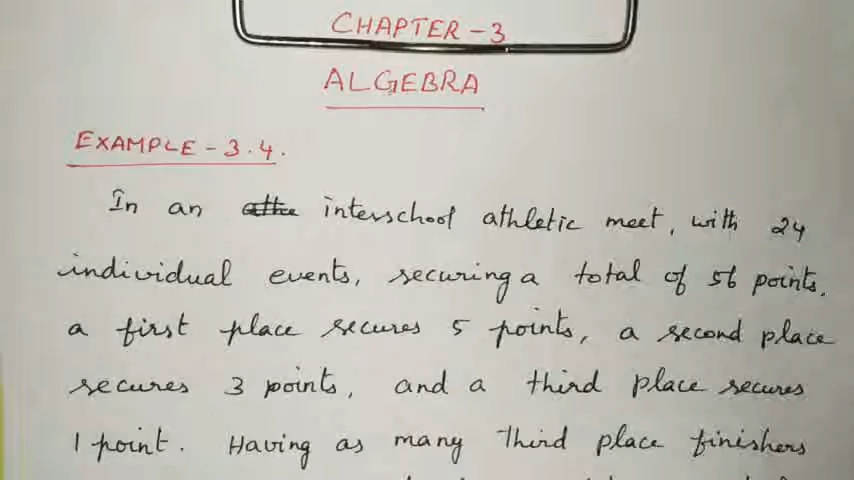 CHAPTER - 3
ALGEBRA
EXAMPLE - 3.4.
In an interschool athletic meet, with 24
individual events, securing a total of 56 points.
a first place secures 5 points, a second place
secures 3 points, and a third place secures
1 point. Having as many third place finishers